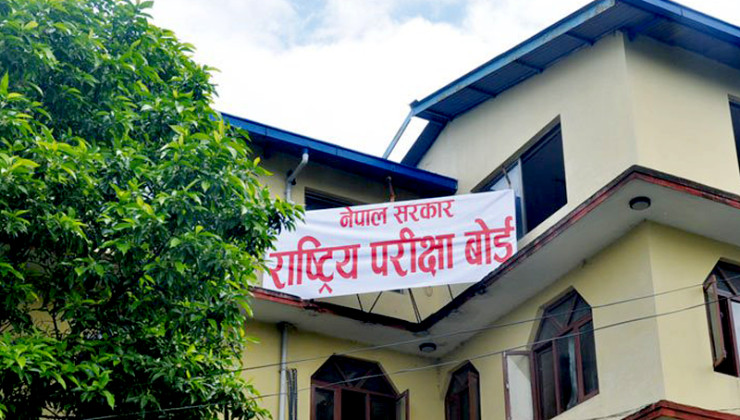 नेपाल सरकार
राष्ट्रिय परीक्षा बोर्ड